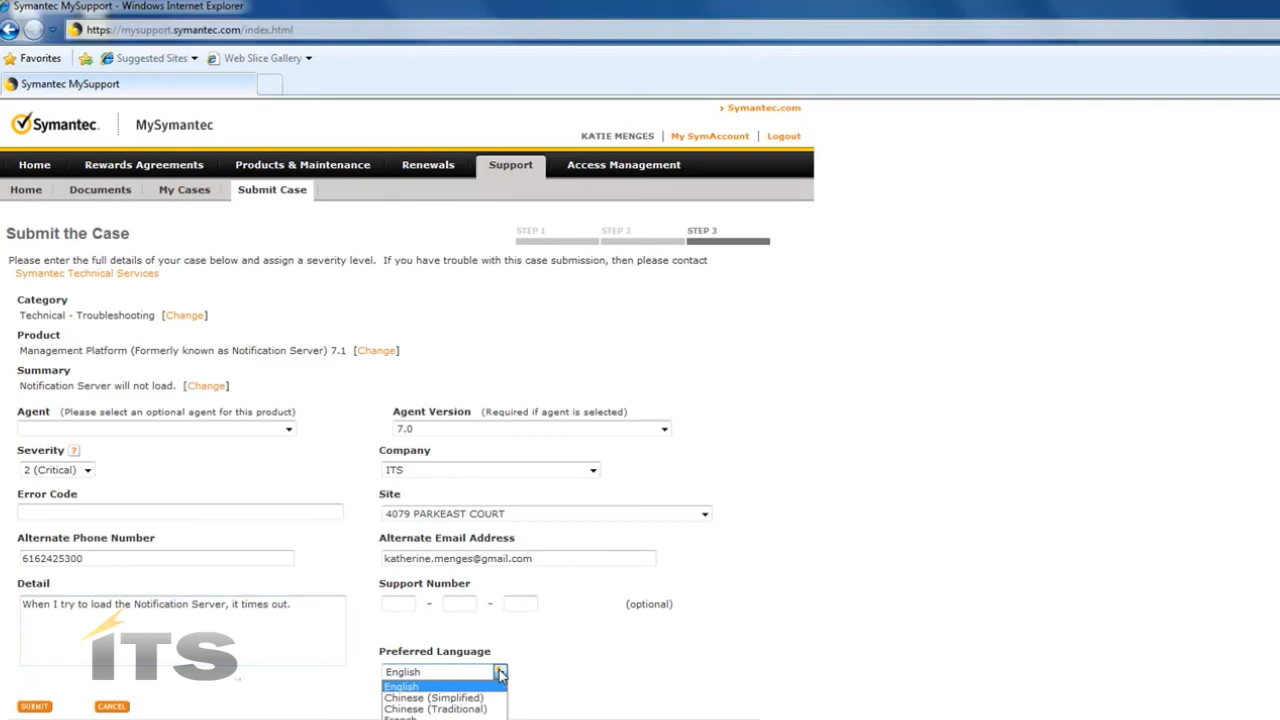 Symantec MySupport - Windows Internet Explorer
https://mysupport.symantec.com/index.html
Favorites Suggested Sites Web Slice Gallery
Symantec MySupport
› Symantec.com
Symantec. MySymantec
KATIE MENGES | My SymAccount | Logout
Home Rewards Agreements Products & Maintenance Renewals Support Access Management
Home Documents My Cases Submit Case
Submit the Case
STEP 1 STEP 2 STEP 3
Please enter the full details of your case below and assign a severity level. If you have trouble with this case submission, then please contact
Symantec Technical Services
Category
Technical - Troubleshooting [Change]
Product
Management Platform (Formerly known as Notification Server) 7.1 [Change]
Summary
Notification Server will not load. [Change]
Agent (Please select an optional agent for this product) Agent Version (Required if agent is selected)
7.0
Severity ? Company
2 (Critical) ITS
Error Code Site
4079 PARKEAST COURT
Alternate Phone Number Alternate Email Address
6162425300 katherine.menges@gmail.com
Detail Support Number
When I try to load the Notification Server, it times out. - - (optional)
iTS
Preferred Language
English
English
Chinese (Simplified)
Chinese (Traditional)
French
SUBMIT CANCEL